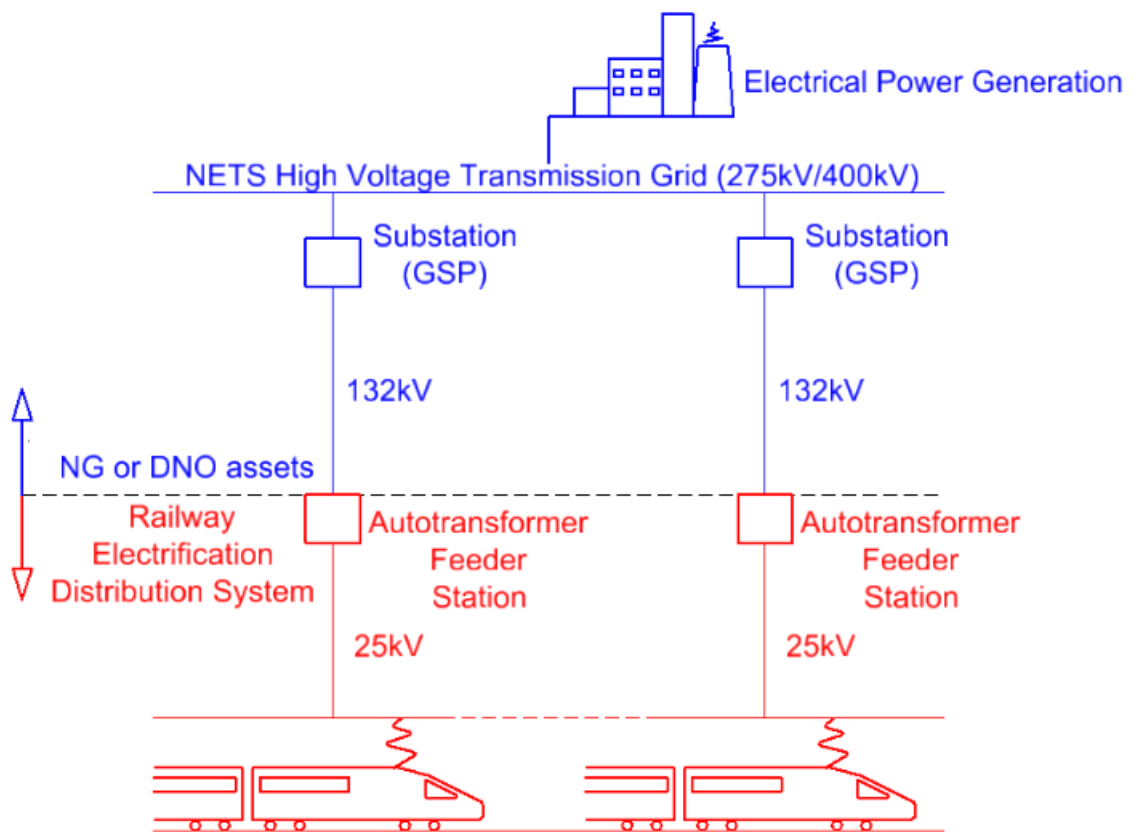 Electrical Power Generation
NETS High Voltage Transmission Grid (275kV/400kV)
Substation
(GSP)
Substation
(GSP)
132kV
132kV
NG or DNO assets
Railway
Electrification
Distribution System
Autotransformer
Feeder
Station
Autotransformer
Feeder
Station
25kV
25kV